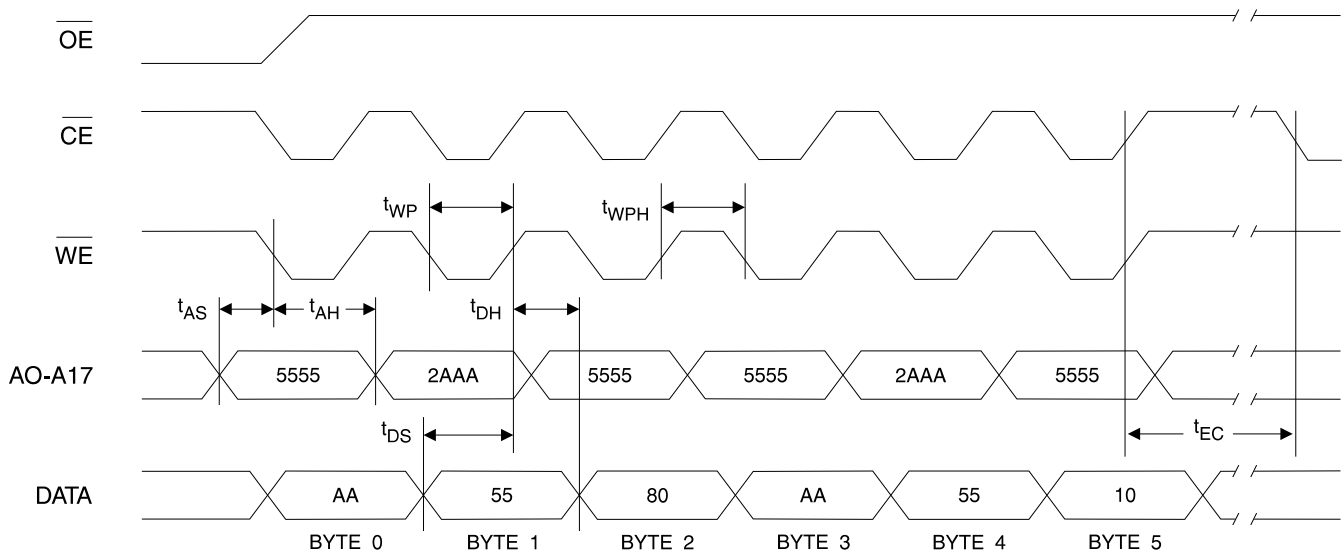 OE
CE
tWP
tWPH
WE
tAS
tAH
tDH
AO-A17
5555
2AAA
5555
5555
2AAA
5555
tDS
tEC
DATA
AA
55
80
AA
55
10
BYTE 0
BYTE 1
BYTE 2
BYTE 3
BYTE 4
BYTE 5